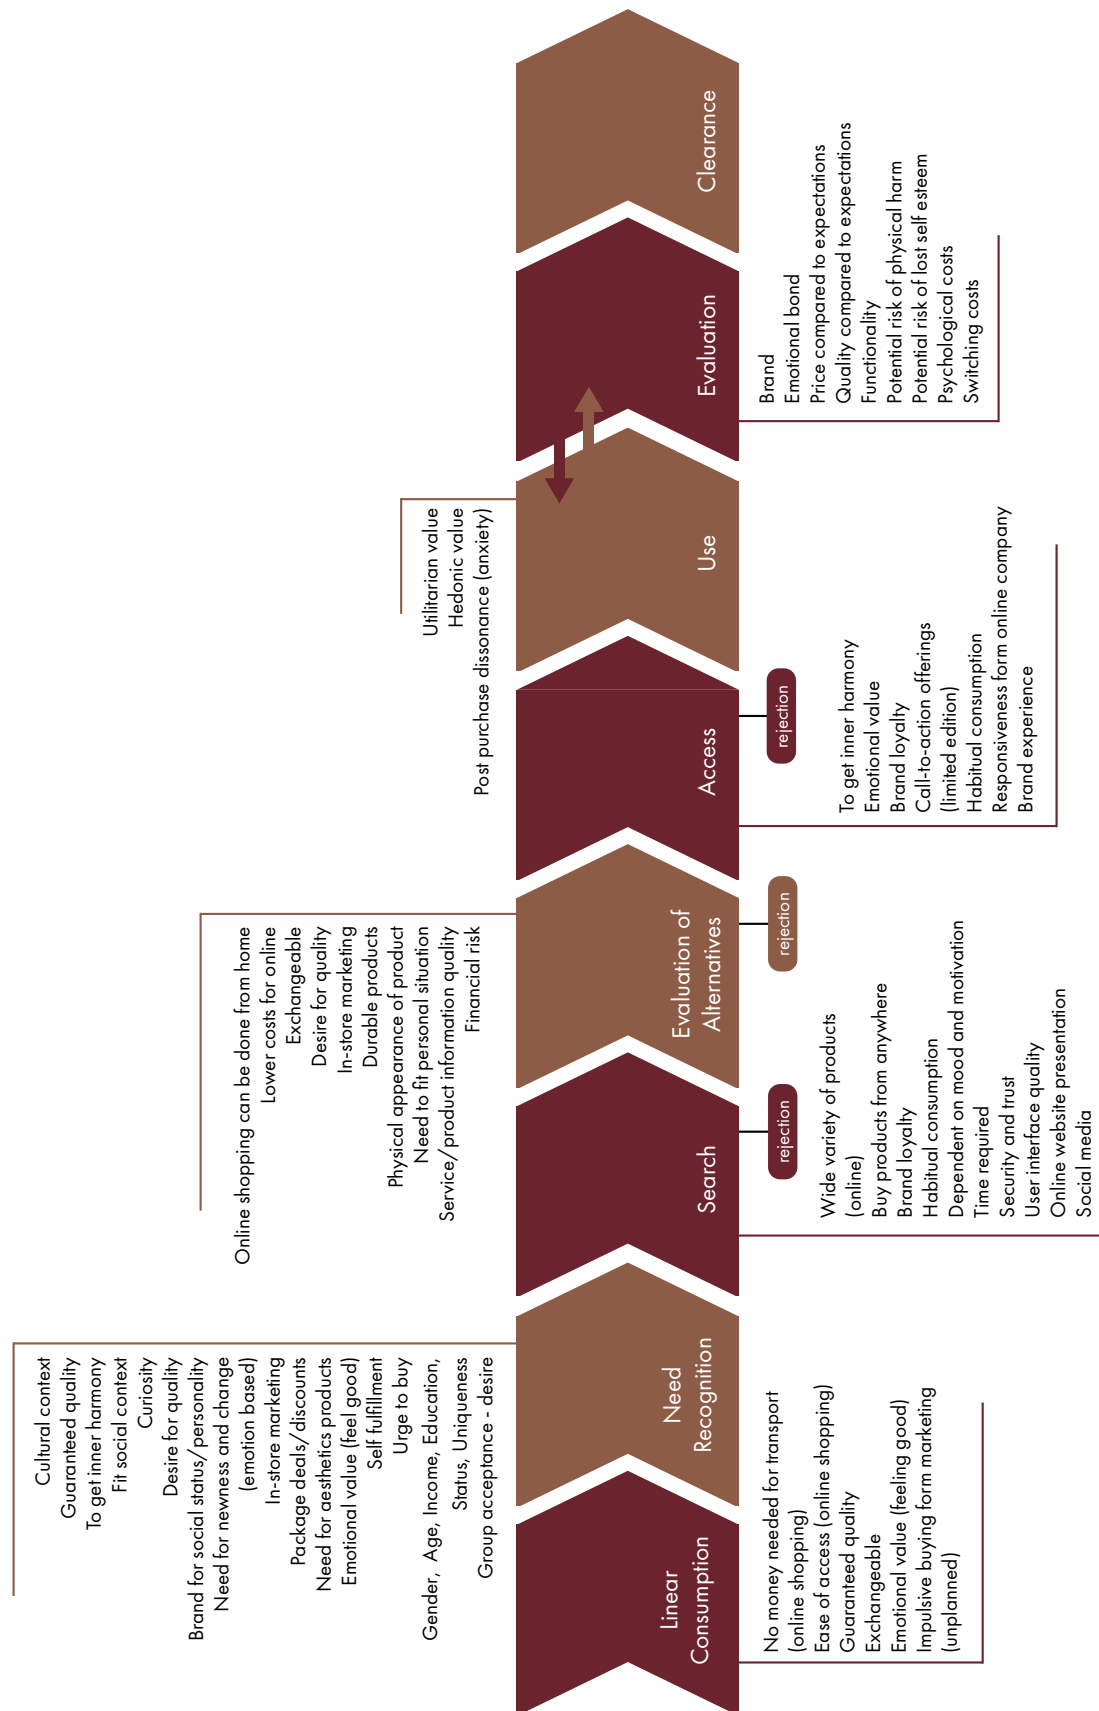 Cultural context
Guaranteed quality
To get inner harmony
Fit social context
Curiosity
Desire for quality
Brand for social status/personality
Need for newness and change
(emotion based)
In-store marketing
Package deals/discounts
Need for aesthetics products
Emotional value (feel good)
Self fulfillment
Urge to buy
Gender, Age, Income, Education,
Status, Uniqueness
Group acceptance - desire
Online shopping can be done from home
Lower costs for online
Exchangeable
Desire for quality
In-store marketing
Durable products
Physical appearance of product
Need to fit personal situation
Service/product information quality
Financial risk
Utilitarian value
Hedonic value
Post purchase dissonance (anxiety)
Linear
Consumption
Need
Recognition
Search
Evaluation of
Alternatives
Access
Use
Evaluation
Clearance
rejection
rejection
rejection
No money needed for transport
(online shopping)
Ease of access (online shopping)
Guaranteed quality
Exchangeable
Emotional value (feeling good)
Impulsive buying form marketing
(unplanned)
Wide variety of products
(online)
Buy products from anywhere
Brand loyalty
Habitual consumption
Dependent on mood and motivation
Time required
Security and trust
User interface quality
Online website presentation
Social media
To get inner harmony
Emotional value
Brand loyalty
Call-to-action offerings
(limited edition)
Habitual consumption
Responsiveness form online company
Brand experience
Brand
Emotional bond
Price compared to expectations
Quality compared to expectations
Functionality
Potential risk of physical harm
Potential risk of lost self esteem
Psychological costs
Switching costs